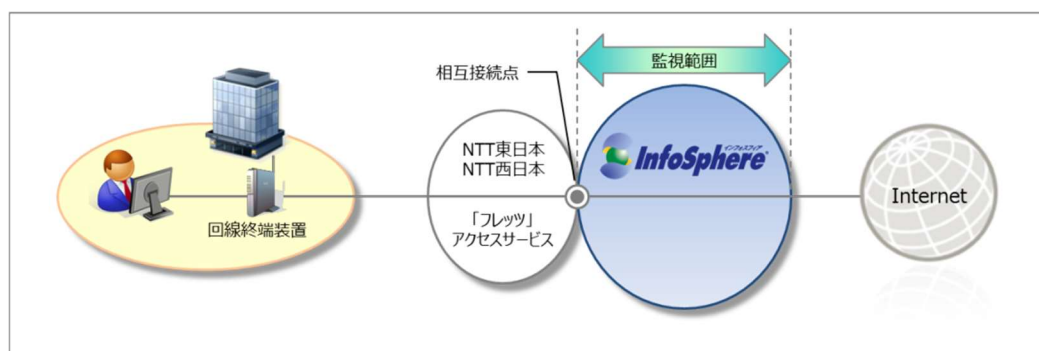 監視範囲
相互接続点
NTT東日本
NTT西日本
「フレッツ」
アクセスサービス
インフォスフィア
InfoSphere
Internet
回線終端装置